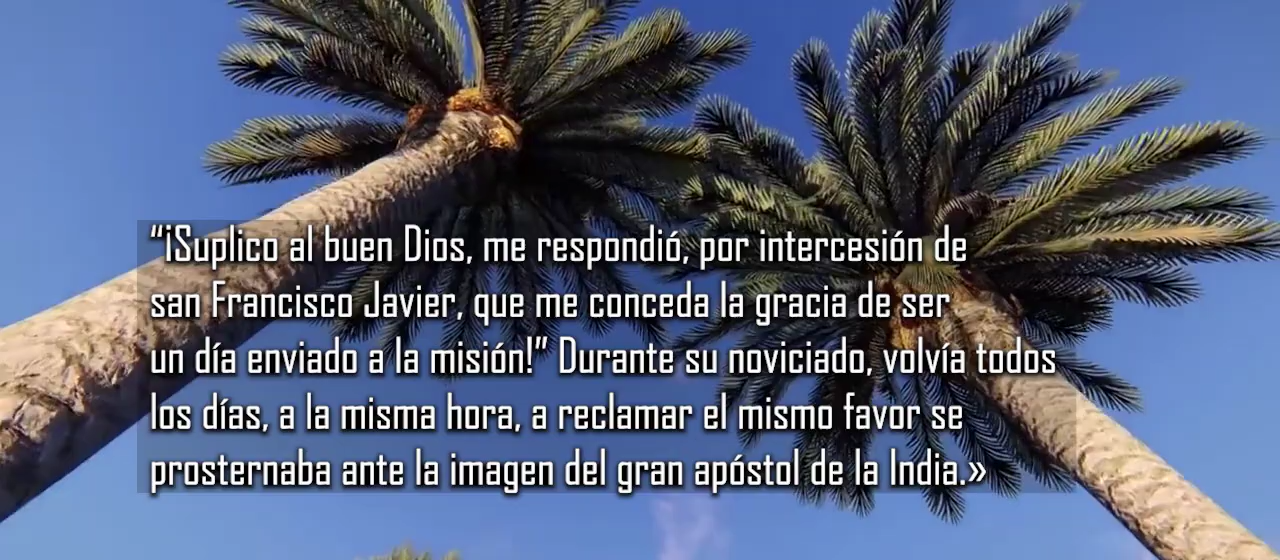 “¡Suplico al buen Dios, me respondió, por intercesión de
san Francisco Javier, que me conceda la gracia de ser
un día enviado a la misión!” Durante su noviciado, volvía todos
los días, a la misma hora, a reclamar el mismo favor se
prosternaba ante la imagen del gran apóstol de la India.»